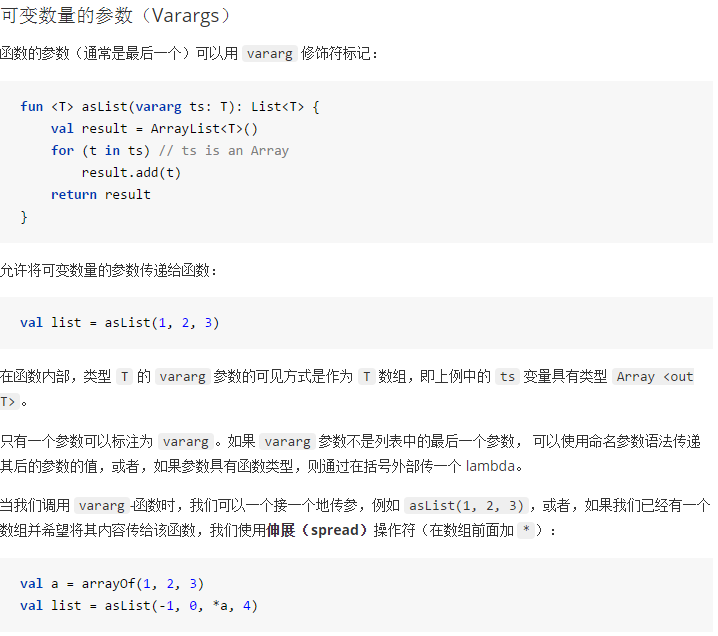 可变数量的参数（Varargs）
函数的参数（通常是最后一个）可以用 vararg 修饰符标记：
fun <T> asList(vararg ts: T): List<T> {
    val result = ArrayList<T>()
    for (t in ts) // ts is an Array
        result.add(t)
    return result
}
允许将可变数量的参数传递给函数：
val list = asList(1, 2, 3)
在函数内部，类型 T 的 vararg 参数的可见方式是作为 T 数组，即上例中的 ts 变量具有类型 Array <out
T> 。
只有一个参数可以标注为 vararg 。如果 vararg 参数不是列表中的最后一个参数， 可以使用命名参数语法传递
其后的参数的值，或者，如果参数具有函数类型，则通过在括号外部传一个 lambda。
当我们调用 vararg-函数时，我们可以一个接一个地传参，例如 asList(1, 2, 3) ，或者，如果我们已经有一个
数组并希望将其内容传给该函数，我们使用伸展（spread）操作符（在数组前面加 * ）：
val a = arrayOf(1, 2, 3)
val list = asList(-1, 0, *a, 4)